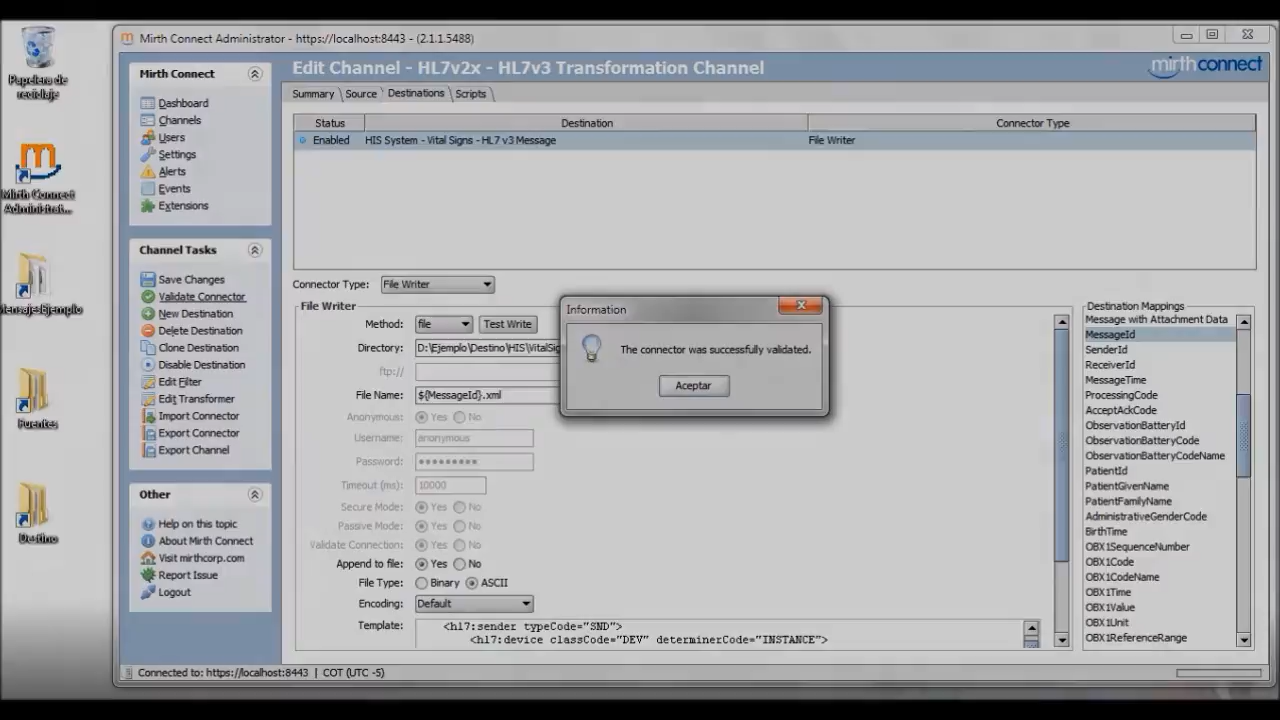 Papelera de
reciclaje
Mirth Connect
Administrat...
MensajesEjemplo
Fuentes
Destino
Mirth Connect Administrator - https://localhost:8443 - (2.1.1.5488)
Mirth Connect
Dashboard
Channels
Users
Settings
Alerts
Events
Extensions
Channel Tasks
Save Changes
Validate Connector
New Destination
Delete Destination
Clone Destination
Disable Destination
Edit Filter
Edit Transformer
Import Connector
Export Connector
Export Channel
Other
Help on this topic
About Mirth Connect
Visit mirthcorp.com
Report Issue
Logout
Edit Channel - HL7v2x - HL7v3 Transformation Channel
mirthconnect
Summary Source Destinations Scripts
Status Destination Connector Type
Enabled HIS System - Vital Signs - HL7 v3 Message File Writer
Connector Type: File Writer
File Writer
Method: file Test Write
Directory: D:\Ejemplo\Destino\HIS\VitalSig
ftp://
File Name: ${MessageId}.xml
Anonymous: Yes No
Username: anonymous
Password:
Timeout (ms): 10000
Secure Mode: Yes No
Passive Mode: Yes No
Validate Connection: Yes No
Append to file: Yes No
File Type: Binary ASCII
Encoding: Default
Template: <hl7:sender typeCode="SND">
<hl7:device classCode="DEV" determinerCode="INSTANCE">
Information
The connector was successfully validated.
Aceptar
Destination Mappings
Message with Attachment Data
MessageId
SenderId
ReceiverId
MessageTime
ProcessingCode
AcceptAckCode
ObservationBatteryId
ObservationBatteryCode
ObservationBatteryCodeName
PatientId
PatientGivenName
PatientFamilyName
AdministrativeGenderCode
BirthTime
OBX1SequenceNumber
OBX1Code
OBX1CodeName
OBX1Time
OBX1Value
OBX1Unit
OBX1ReferenceRange
Connected to: https://localhost:8443 | COT (UTC -5)